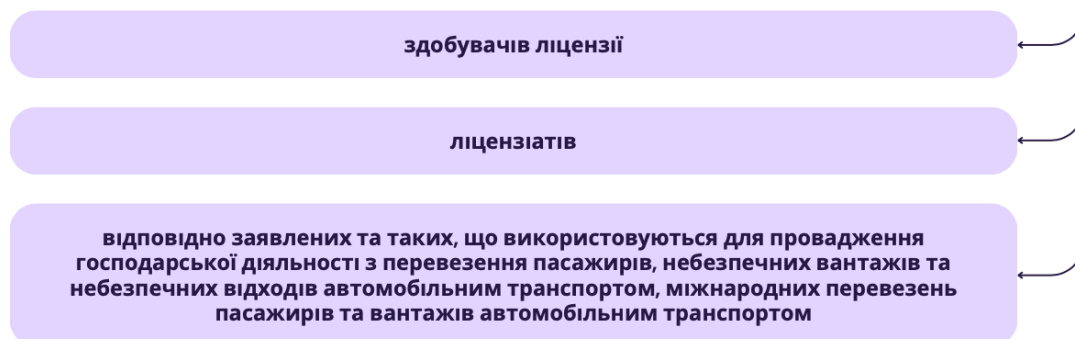 здобувачів ліцензії
ліцензіатів
відповідно заявлених та таких, що використовуються для провадження
господарської діяльності з перевезення пасажирів, небезпечних вантажів та
небезпечних відходів автомобільним транспортом, міжнародних перевезень
пасажирів та вантажів автомобільним транспортом